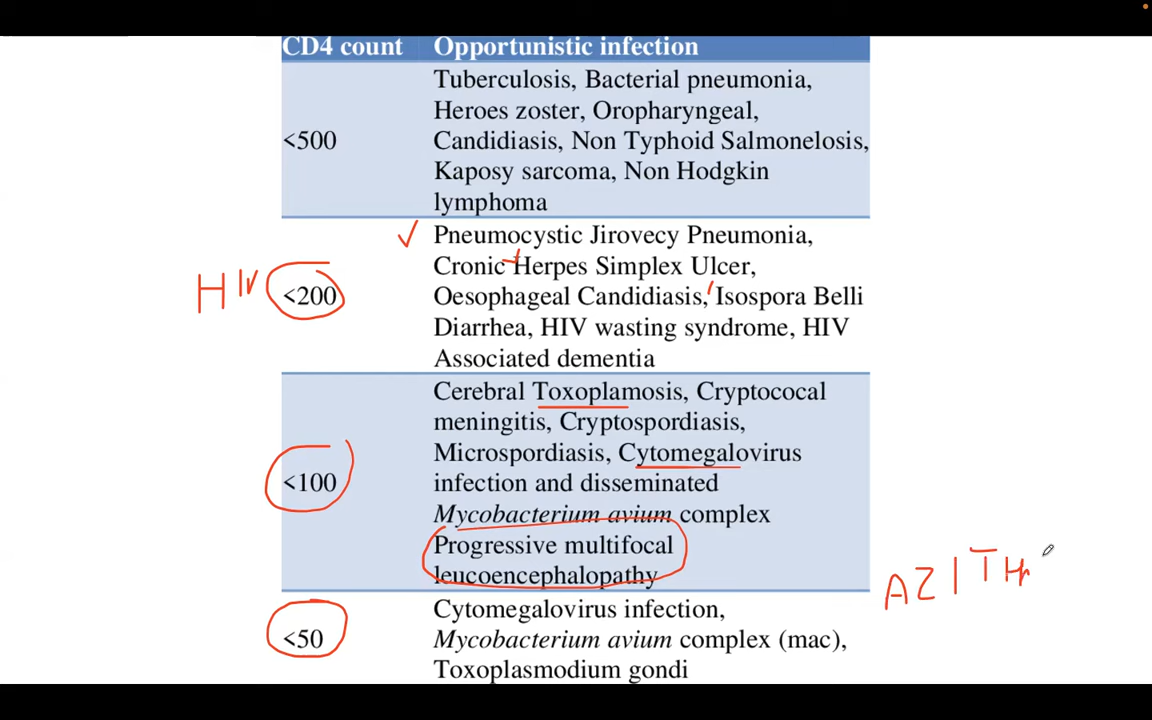 CD4 count Opportunistic infection
Tuberculosis, Bacterial pneumonia,
Heroes zoster, Oropharyngeal,
<500 Candidiasis, Non Typhoid Salmonelosis,
Kaposy sarcoma, Non Hodgkin
lymphoma
Pneumocystic Jirovecy Pneumonia,
Cronic Herpes Simplex Ulcer,
HIV <200 Oesophageal Candidiasis, Isospora Belli
Diarrhea, HIV wasting syndrome, HIV
Associated dementia
Cerebral Toxoplamosis, Cryptococal
meningitis, Cryptospordiasis,
Microspordiasis, Cytomegalovirus
<100 infection and disseminated
Mycobacterium avium complex
Progressive multifocal
leucoencephalopathy
AZITHr
Cytomegalovirus infection,
<50 Mycobacterium avium complex (mac),
Toxoplasmodium gondi